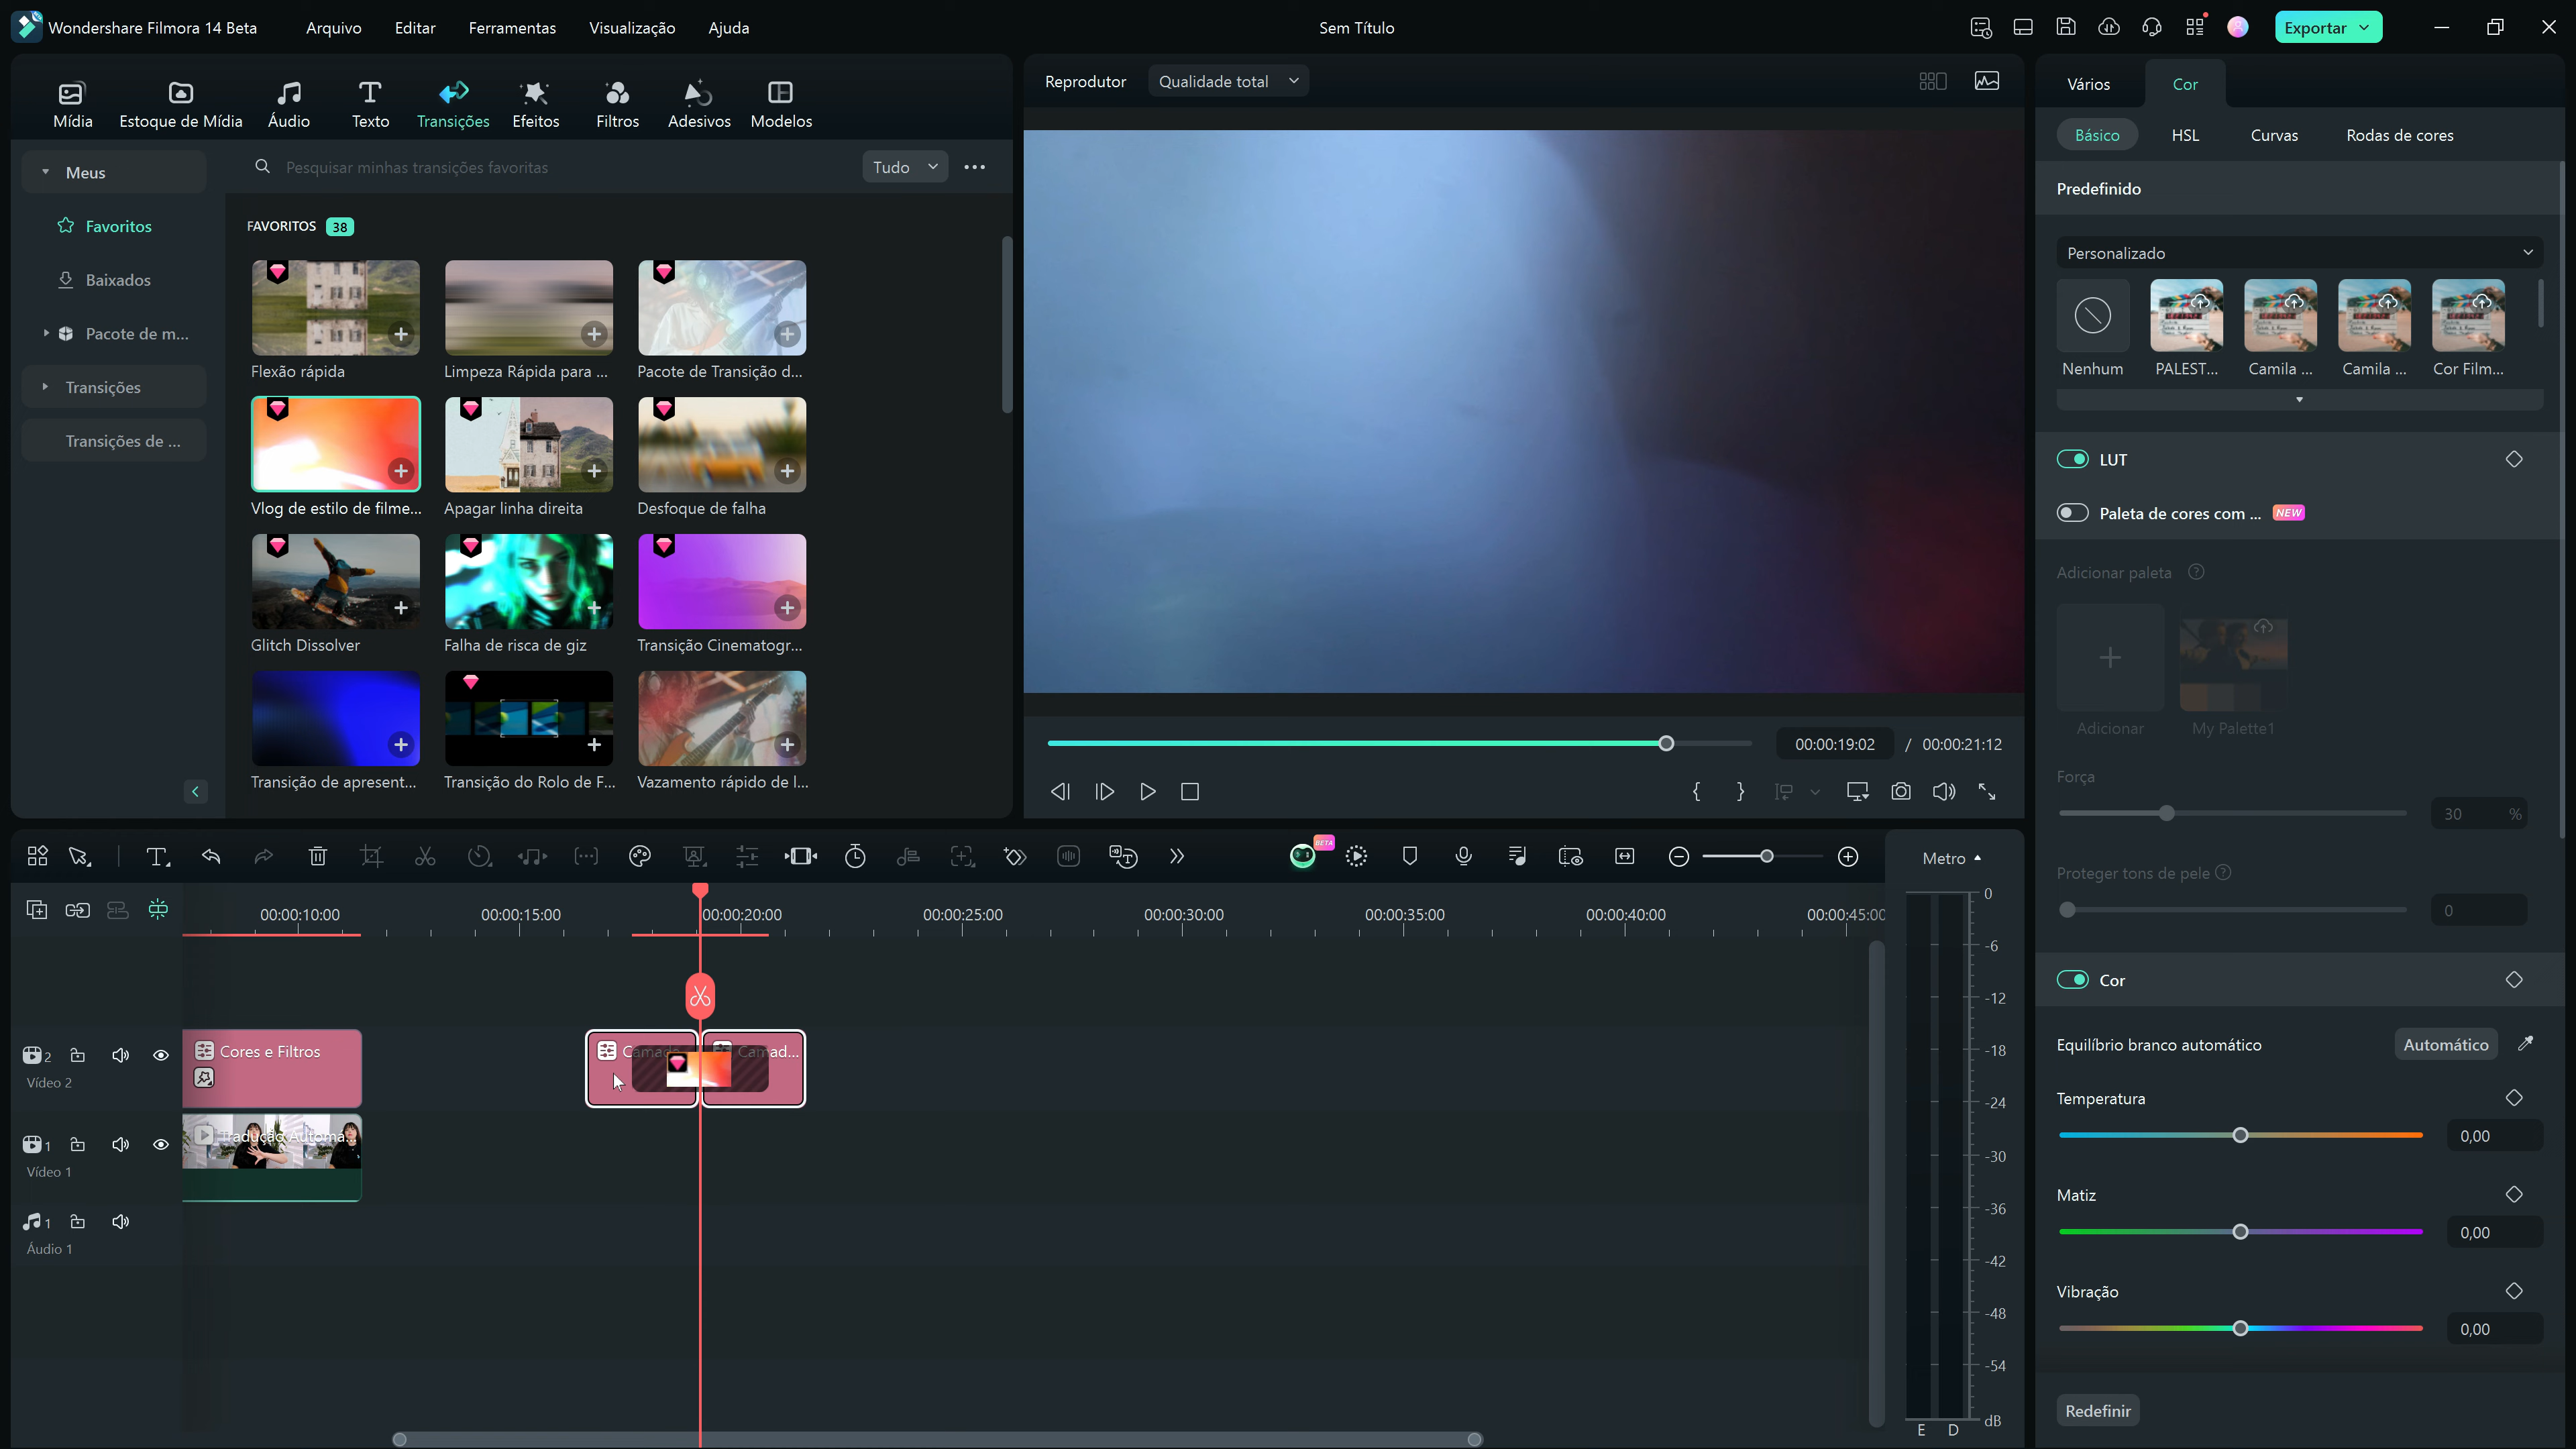 Wondershare Filmora 14 Beta
Arquivo Editar Ferramentas Visualização Ajuda
Sem Título
Exportar
Mídia Estoque de Mídia Áudio Texto Transições Efeitos Filtros Adesivos Modelos
Meus
Favoritos
Baixados
Pacote de m...
Transições
Transições de ...
Pesquisar minhas transições favoritas
Tudo
FAVORITOS 38
Flexão rápida
Limpeza Rápida para ...
Pacote de Transição d...
Vlog de estilo de filme...
Apagar linha direita
Desfoque de falha
Glitch Dissolver
Falha de risca de giz
Transição Cinematogr...
Transição de apresent...
Transição do Rolo de F...
Vazamento rápido de l...
Reprodutor
Qualidade total
00:00:19:02 / 00:00:21:12
Vários Cor
Básico HSL Curvas Rodas de cores
Predefinido
Personalizado
Nenhum PALEST... Camila ... Camila ... Cor Film...
LUT
Paleta de cores com ... NEW
Adicionar paleta
Adicionar My Palette1
Força
30 %
Proteger tons de pele
0
Cor
Equilíbrio branco automático Automático
Temperatura
0,00
Matiz
0,00
Vibração
0,00
Redefinir
BETA
Metro
00:00:10:00 00:00:15:00 00:00:20:00 00:00:25:00 00:00:30:00 00:00:35:00 00:00:40:00 00:00:45:00
2
Vídeo 2
Cores e Filtros
Camad...
1
Vídeo 1
Tradução Automá...
1
Áudio 1
0
-6
-12
-18
-24
-30
-36
-42
-48
-54
dB
E D